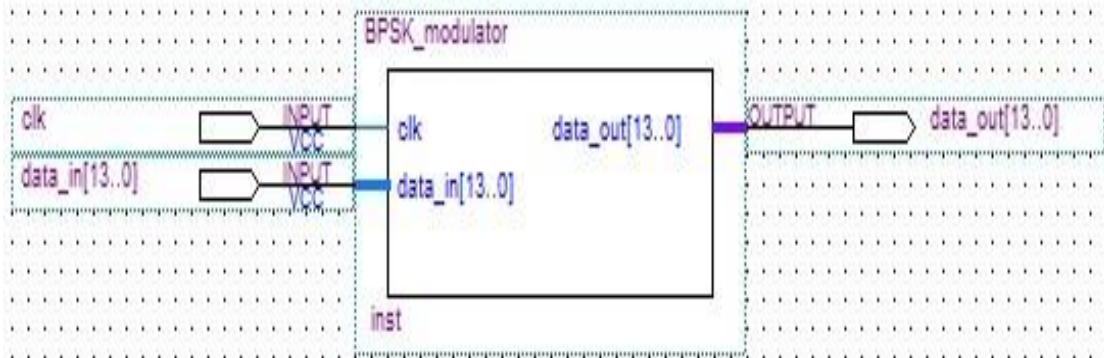 BPSK_modulator
clk
INPUT
VCC
clk
data_out[13..0]
OUTPUT
data_out[13..0]
data_in[13..0]
INPUT
VCC
data_in[13..0]
inst